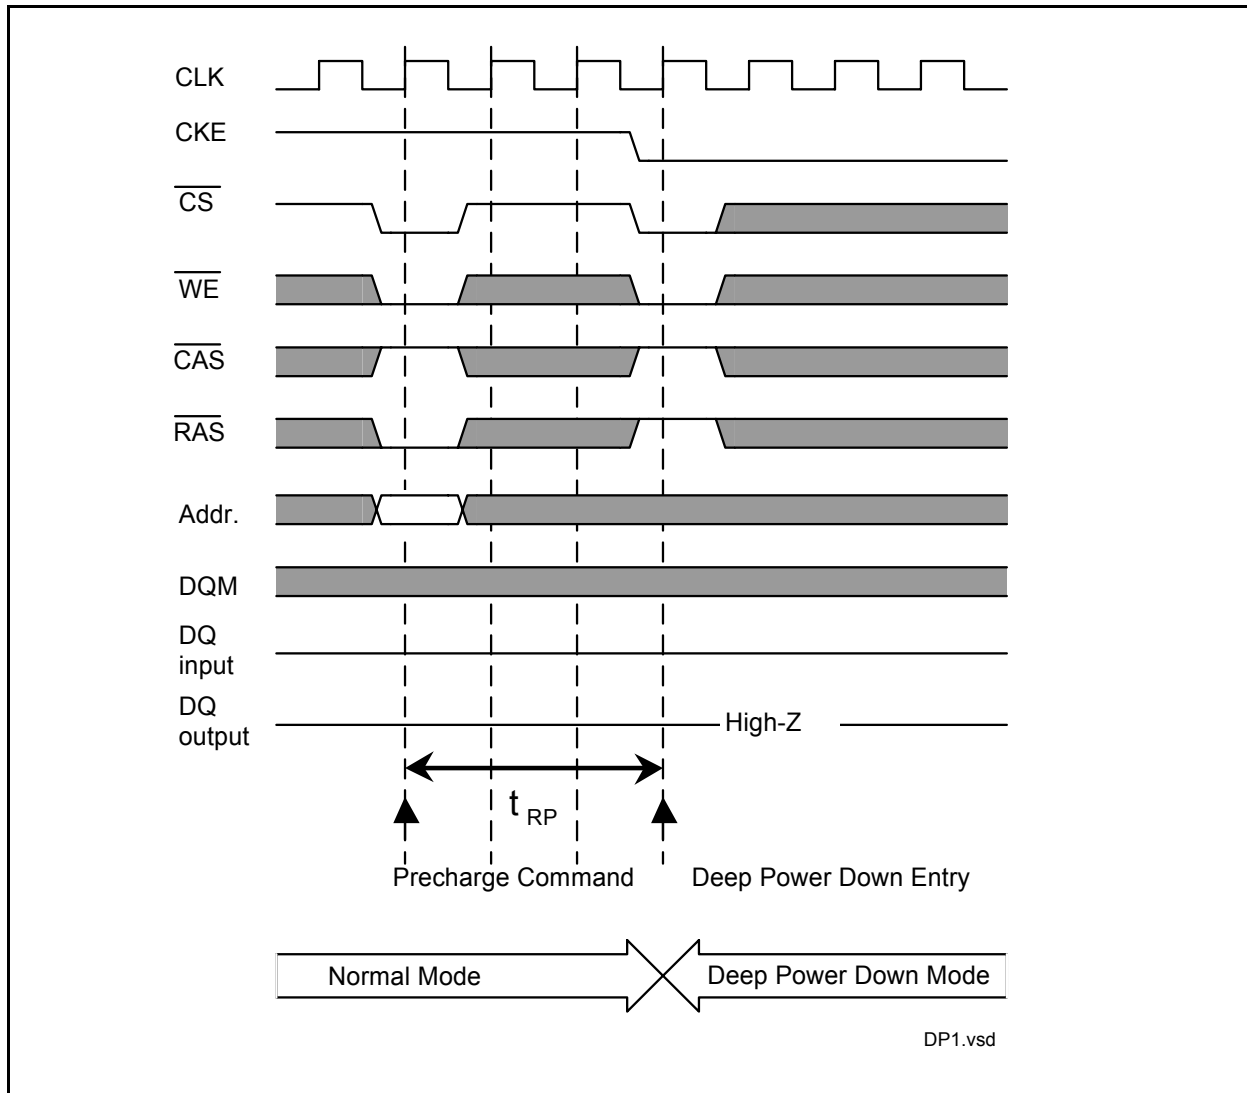 CLK
CKE
CS
WE
CAS
RAS
Addr.
DQM
DQ
input
DQ
output
High-Z
t RP
Precharge Command
Deep Power Down Entry
Normal Mode
Deep Power Down Mode
DP1.vsd